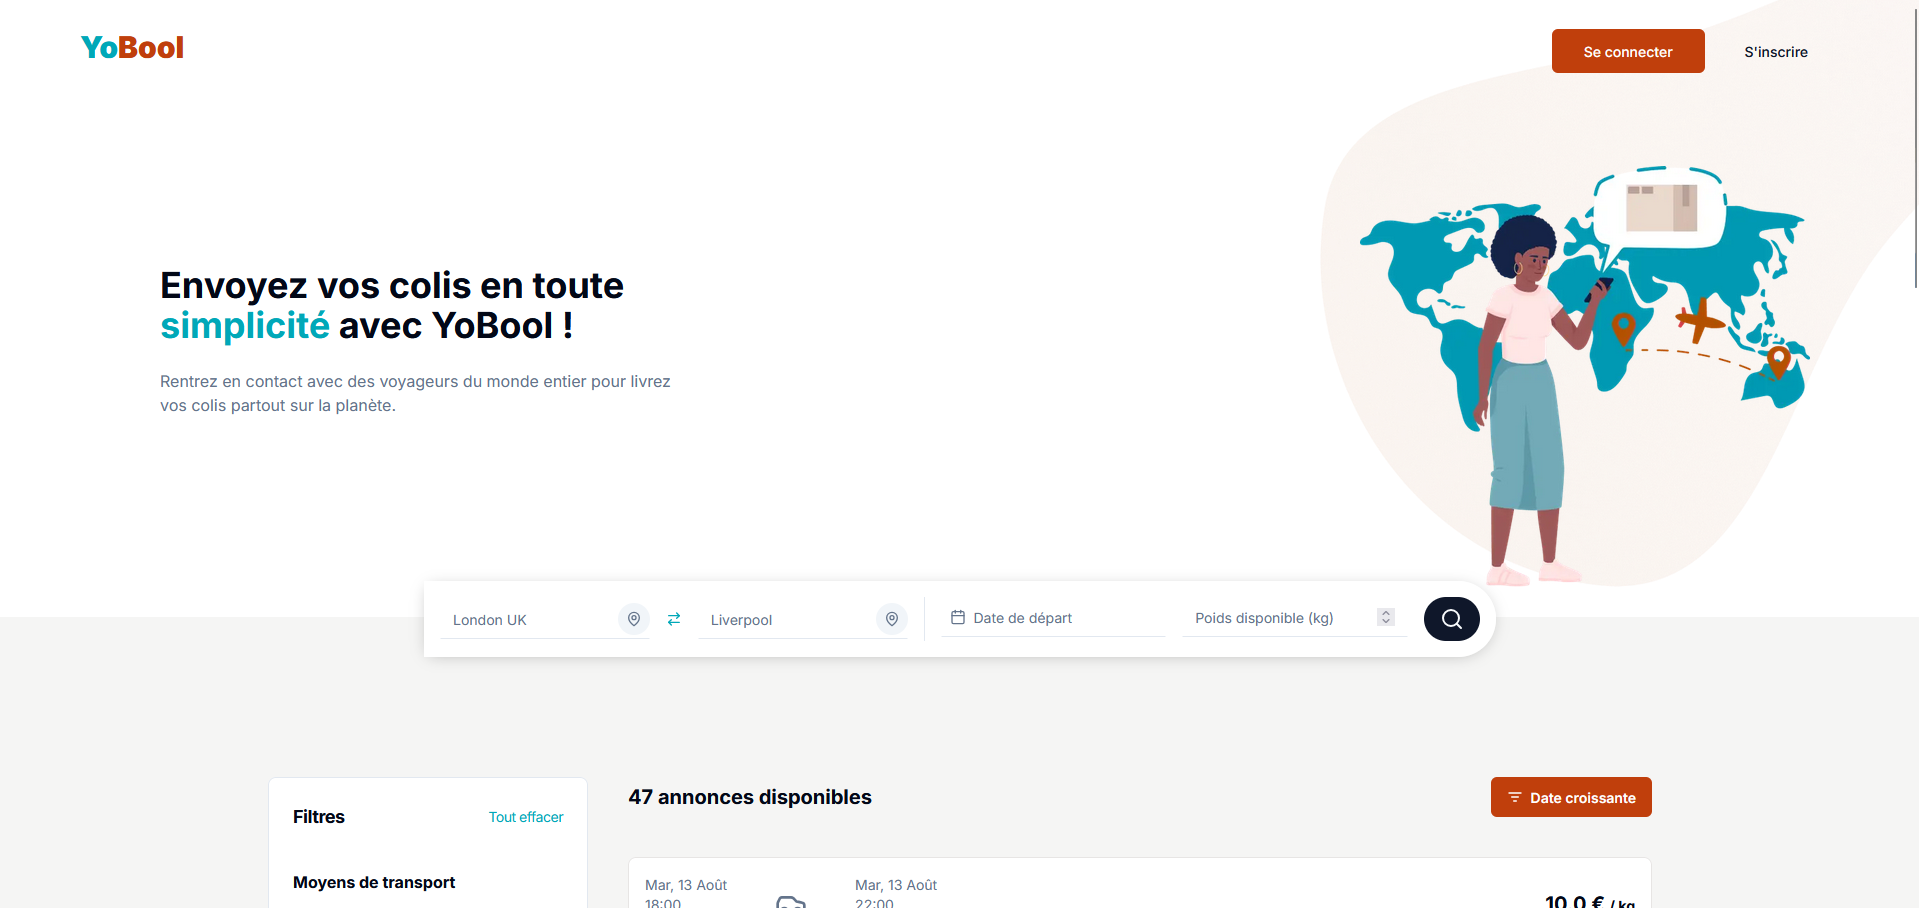 YoBool
Se connecter
S'inscrire
Envoyez vos colis en toute
simplicité avec YoBool !
Rentrez en contact avec des voyageurs du monde entier pour livrez
vos colis partout sur la planète.
London UK
Liverpool
Date de départ
Poids disponible (kg)
Filtres
Tout effacer
Moyens de transport
47 annonces disponibles
Date croissante
Mar, 13 Août
18:00
Mar, 13 Août
22:00
10.0 € / kg